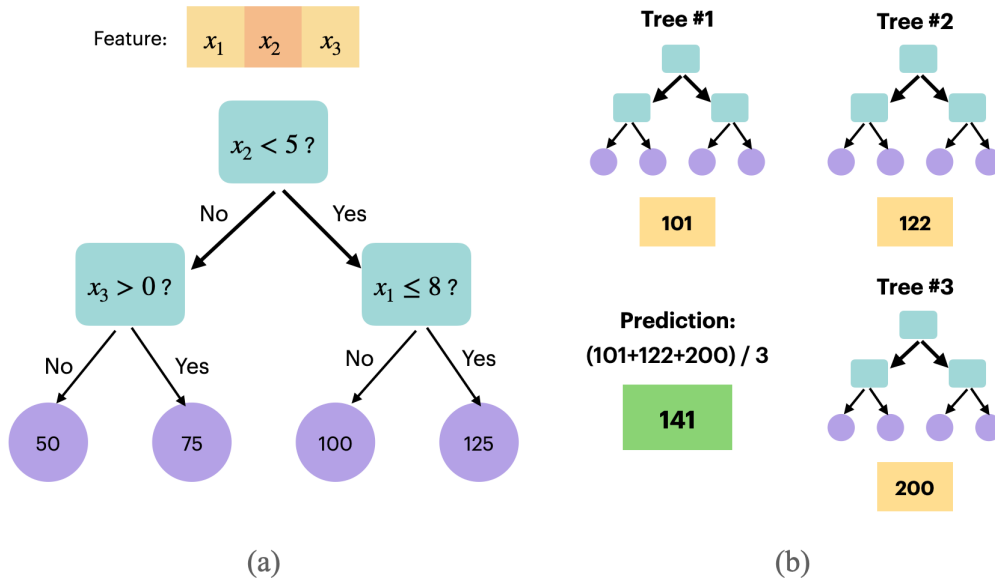 Feature: x₁ x₂ x₃
x₂ < 5 ?
No Yes
x₃ > 0 ? x₁ ≤ 8 ?
No Yes No Yes
50 75 100 125
(a)
Tree #1 Tree #2
101 122
Tree #3
Prediction:
(101+122+200) / 3
141
200
(b)